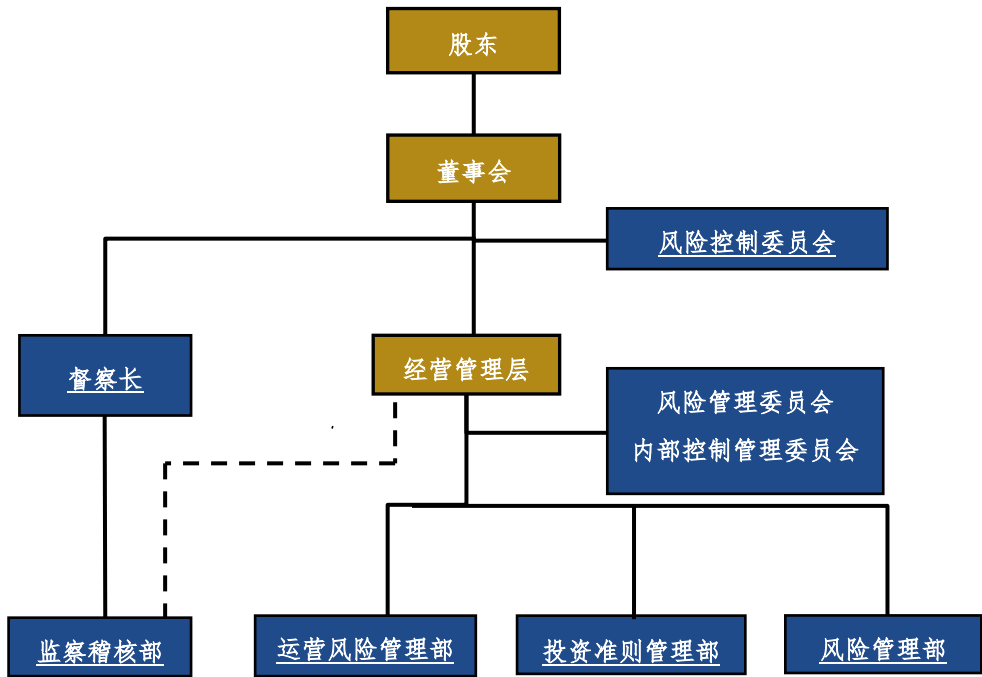 股东
董事会
风险控制委员会
督察长
经营管理层
风险管理委员会
内部控制管理委员会
监察稽核部
运营风险管理部
投资准则管理部
风险管理部